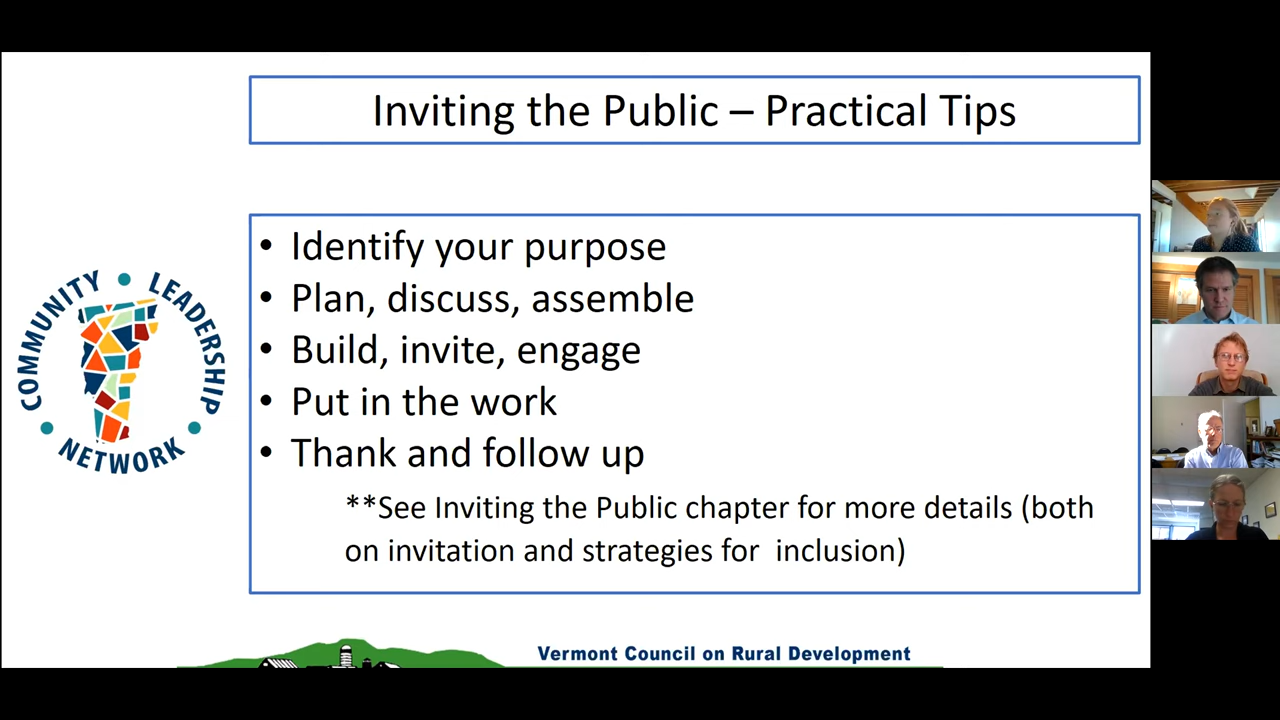 Inviting the Public – Practical Tips
• Identify your purpose
• Plan, discuss, assemble
• Build, invite, engage
• Put in the work
• Thank and follow up
**See Inviting the Public chapter for more details (both
on invitation and strategies for  inclusion)
COMMUNITY • LEADERSHIP • NETWORK •
Vermont Council on Rural Development